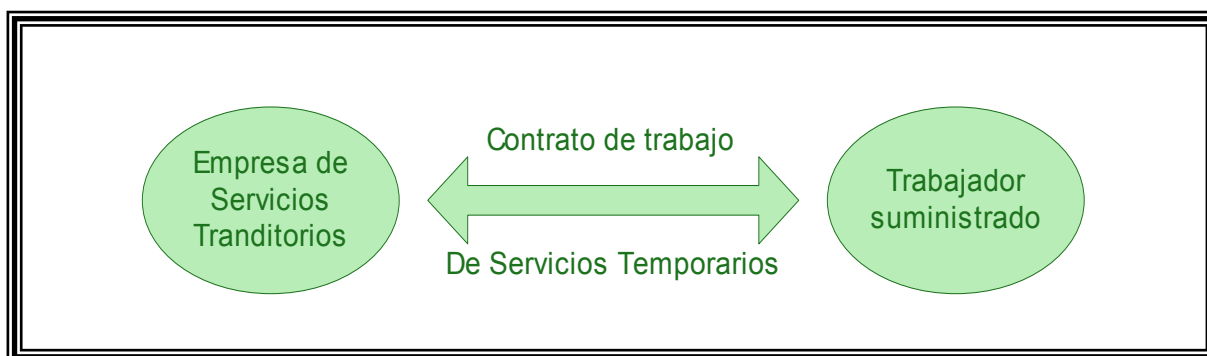 Empresa de
Servicios
Tranditorios
Contrato de trabajo
De Servicios Temporarios
Trabajador
suministrado